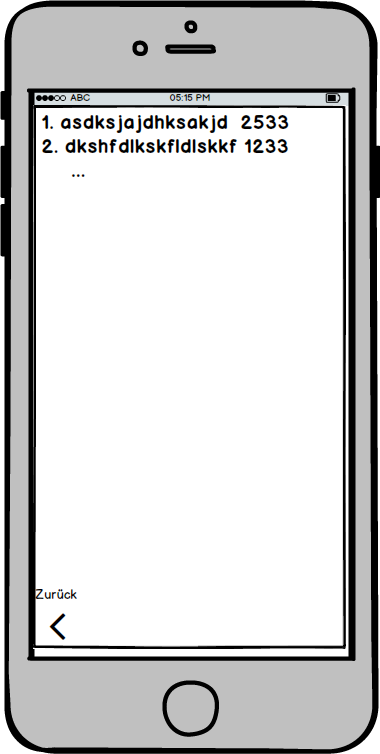 ABC 05:15 PM
1. asdksjajdhksakjd 2533
2. dkshfdlkskfldlskkf 1233
...
Zurück